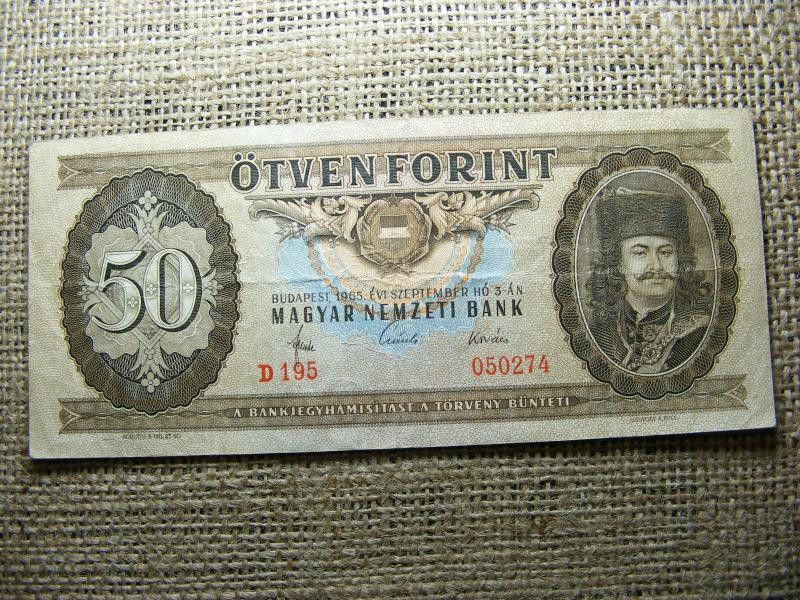 ÖTVEN FORINT
50
BUDAPEST, 1965. ÉVI SZEPTEMBER HÓ 3-ÁN
MAGYAR NEMZETI BANK
D 195
050274
A BANKJEGYHAMISÍTÁST A TÖRVÉNY BÜNTETI